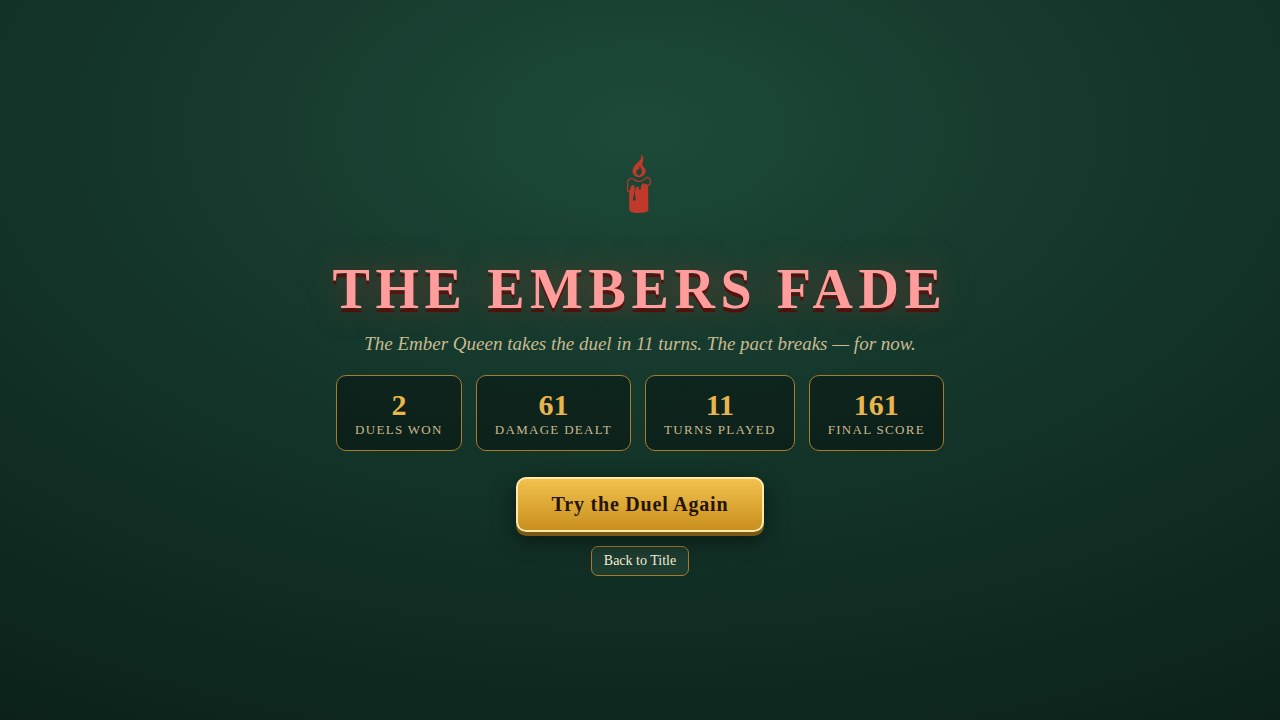 THE EMBERS FADE
The Ember Queen takes the duel in 11 turns. The pact breaks — for now.
2 61 11 161
DUELS WON DAMAGE DEALT TURNS PLAYED FINAL SCORE
Try the Duel Again
Back to Title